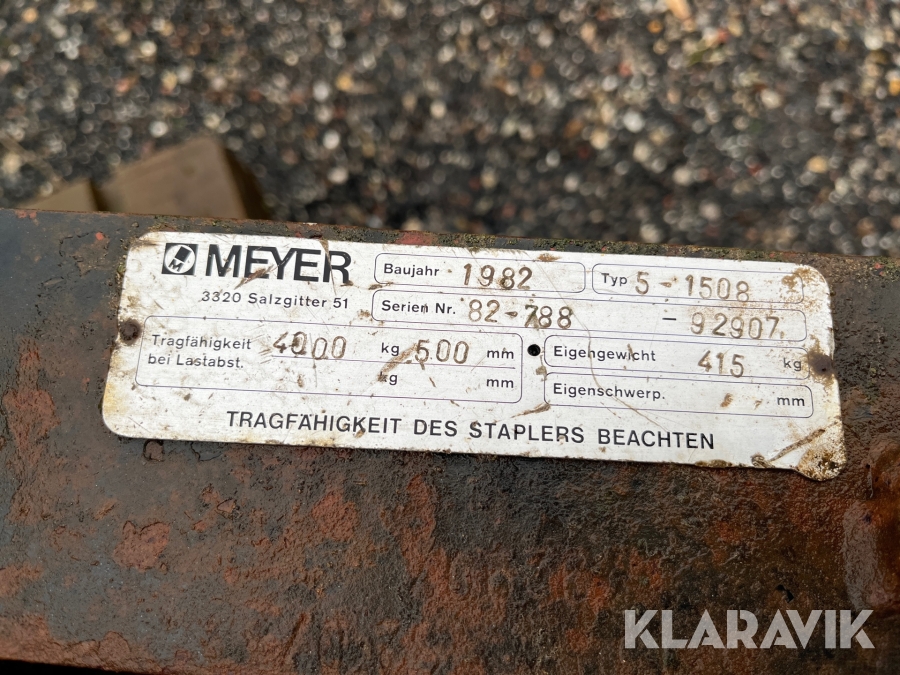 MEYER
3320 Salzgitter 51
Baujahr 1982
Typ 5-1508
Serien Nr. 82-788 - 92907
Tragfähigkeit bei Lastabst. 4000 kg 500 mm
kg mm
Eigengewicht 415 kg
Eigenschwerp. mm
TRAGFÄHIGKEIT DES STAPLERS BEACHTEN
KLARAVIK